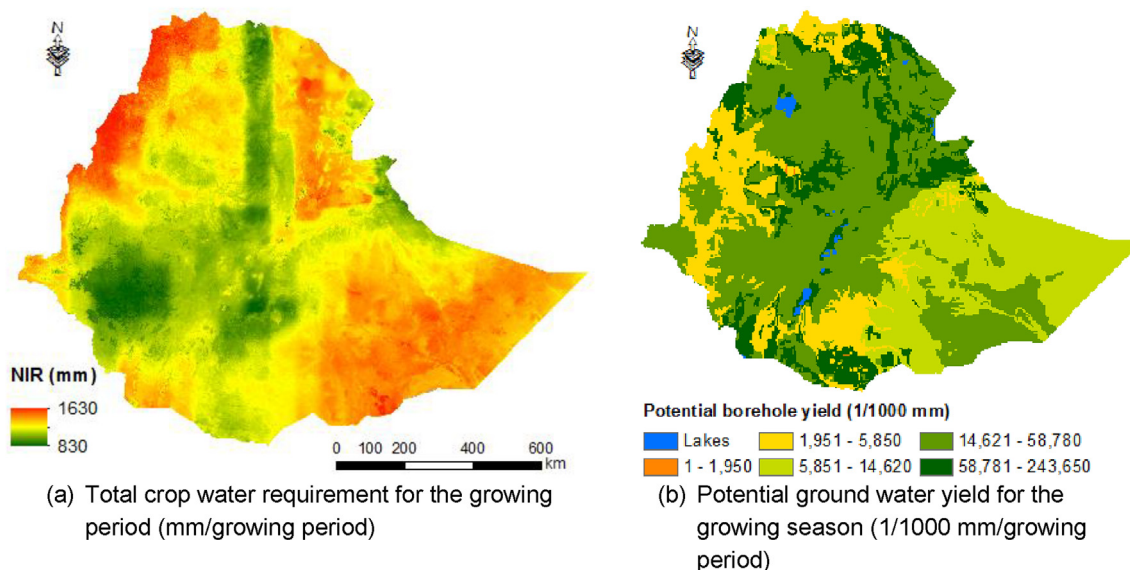 N
NIR (mm)
1630
830
0 100 200 400 600
km
(a) Total crop water requirement for the growing
period (mm/growing period)
N
Potential borehole yield (1/1000 mm)
Lakes 1,951 - 5,850 14,621 - 58,780
1 - 1,950 5,851 - 14,620 58,781 - 243,650
(b) Potential ground water yield for the
growing season (1/1000 mm/growing
period)